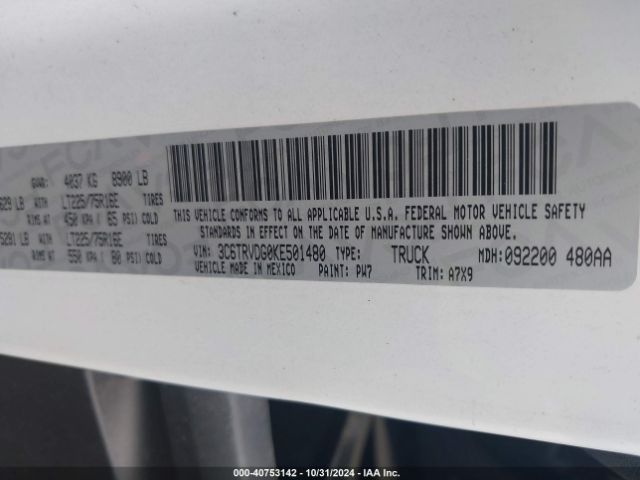 GVWR: 4037 KG 8900 LB
629 LB WITH LT225/75R16E TIRES
RIMS AT 450 KPA ( 65 PSI) COLD
5291 LB WITH LT225/75R16E TIRES
RIMS AT 550 KPA ( 80 PSI) COLD
THIS VEHICLE CONFORMS TO ALL APPLICABLE U.S.A. FEDERAL MOTOR VEHICLE SAFETY
STANDARDS IN EFFECT ON THE DATE OF MANUFACTURE SHOWN ABOVE.
VIN: 3C6TRVDG0KE501480 TYPE: TRUCK MDH: 092200 480AA
VEHICLE MADE IN MEXICO PAINT: PW7 TRIM: A7X9
000-40753142 - 10/31/2024 - IAA Inc.